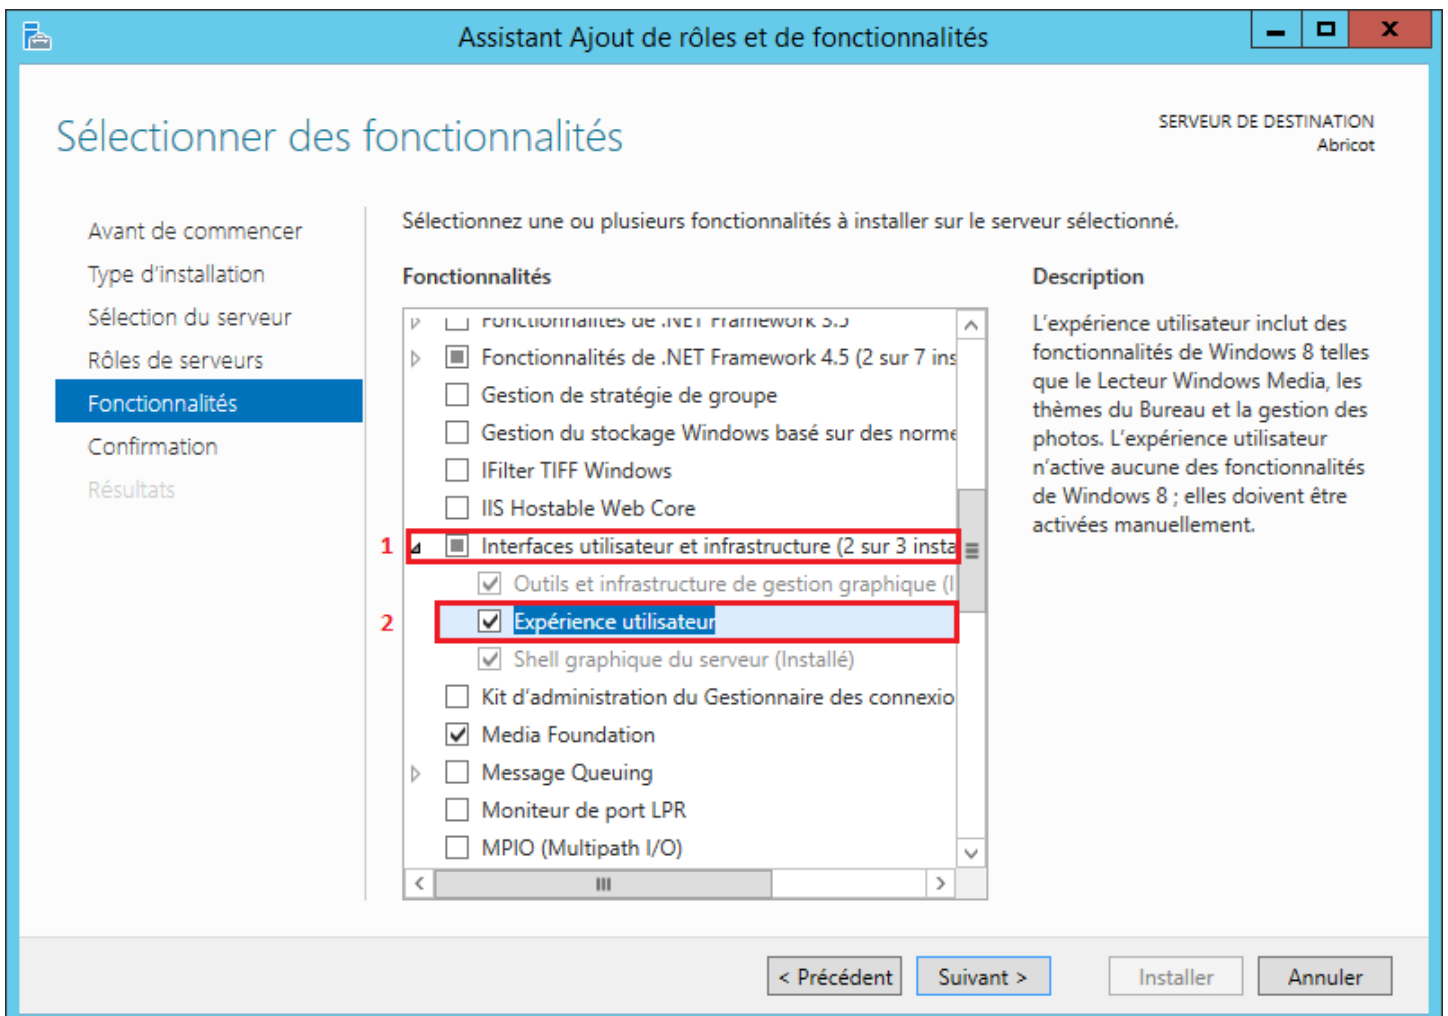 Assistant Ajout de rôles et de fonctionnalités
Sélectionner des fonctionnalités
SERVEUR DE DESTINATION
Abricot
Avant de commencer
Type d'installation
Sélection du serveur
Rôles de serveurs
Fonctionnalités
Confirmation
Résultats
Sélectionnez une ou plusieurs fonctionnalités à installer sur le serveur sélectionné.
Fonctionnalités
Fonctionnalités de .NET Framework 3.5
Fonctionnalités de .NET Framework 4.5 (2 sur 7 ins
Gestion de stratégie de groupe
Gestion du stockage Windows basé sur des norme
IFilter TIFF Windows
IIS Hostable Web Core
1 Interfaces utilisateur et infrastructure (2 sur 3 insta
Outils et infrastructure de gestion graphique (I
2 Expérience utilisateur
Shell graphique du serveur (Installé)
Kit d'administration du Gestionnaire des connexio
Media Foundation
Message Queuing
Moniteur de port LPR
MPIO (Multipath I/O)
Description
L'expérience utilisateur inclut des
fonctionnalités de Windows 8 telles
que le Lecteur Windows Media, les
thèmes du Bureau et la gestion des
photos. L'expérience utilisateur
n'active aucune des fonctionnalités
de Windows 8 ; elles doivent être
activées manuellement.
< Précédent
Suivant >
Installer
Annuler